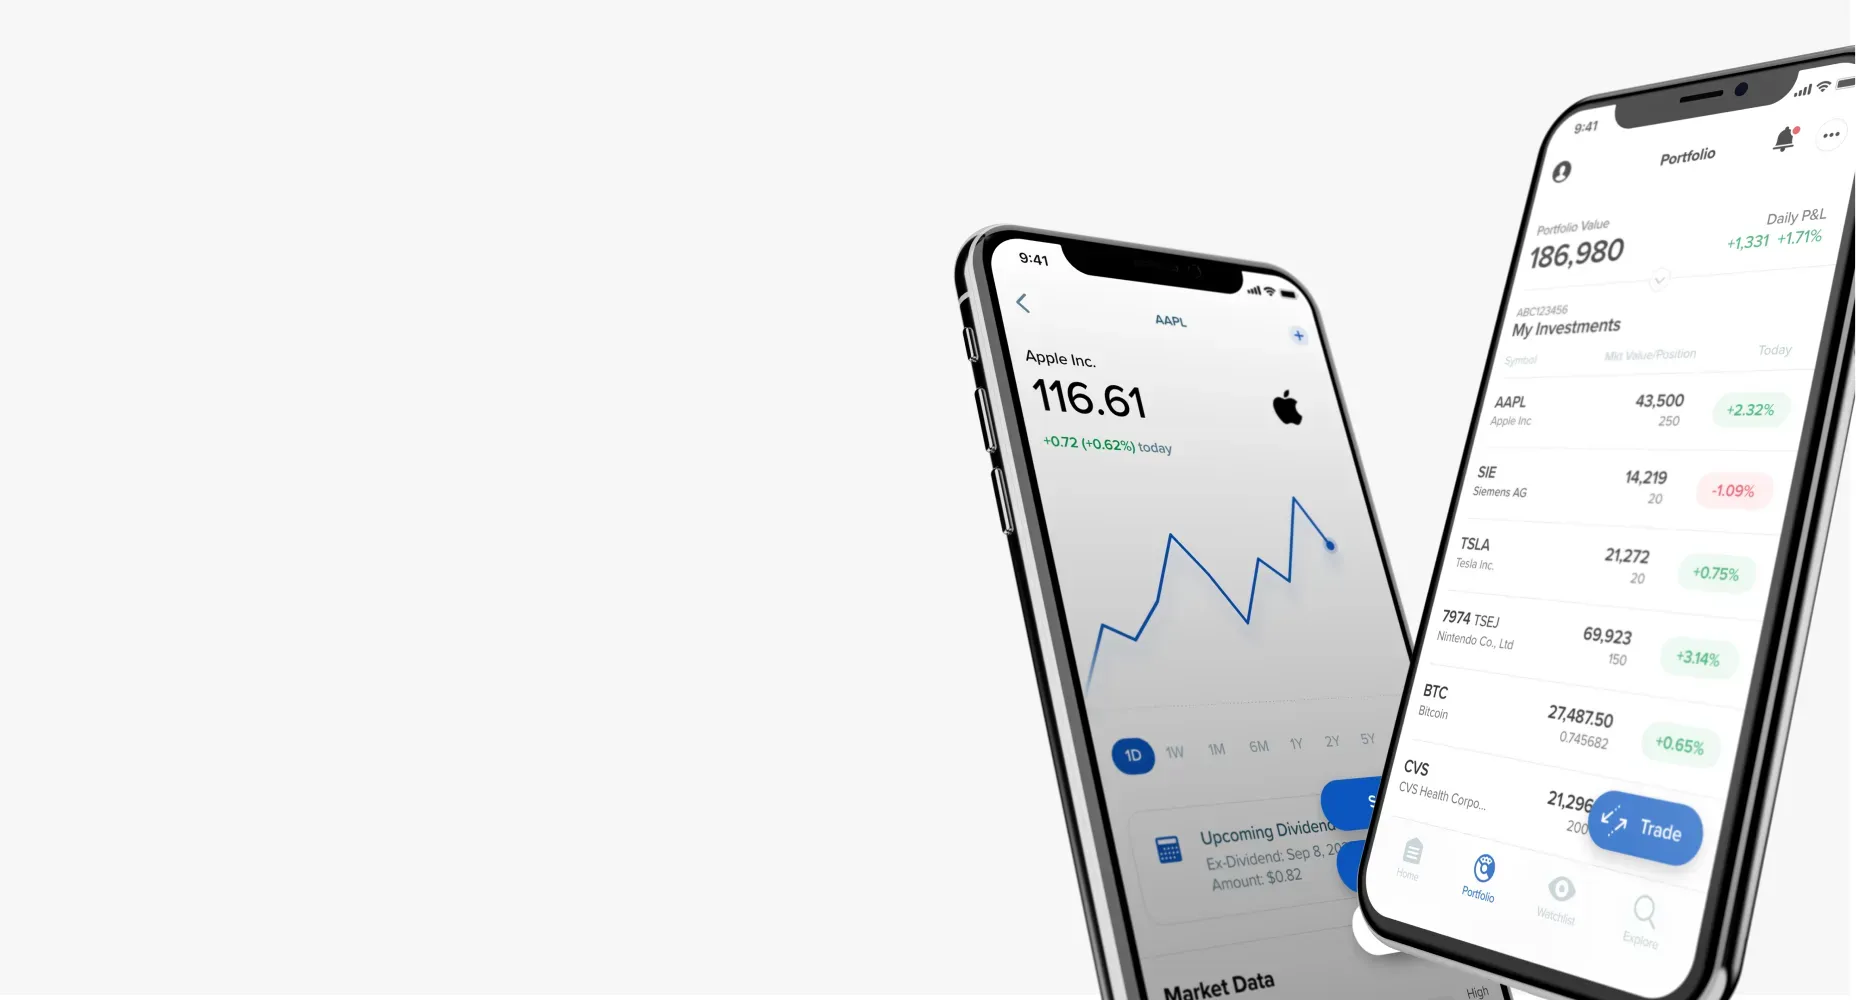 9:41
AAPL
+
Apple Inc.
116.61
+0.72 (+0.62%) today
1D 1W 1M 6M 1Y 2Y 5Y
Upcoming Dividend
Ex-Dividend: Sep 8, 20
Amount: $0.82
Market Data
High
9:41
Portfolio
Portfolio Value
186,980
Daily P&L
+1,331 +1.71%
ABC123456
My Investments
Symbol Mkt Value/Position Today
AAPL 43,500 +2.32%
Apple Inc 250
SIE 14,219 -1.09%
Siemens AG 20
TSLA 21,272 +0.75%
Tesla Inc. 20
7974 TSEJ 69,923 +3.14%
Nintendo Co., Ltd 150
BTC 27,487.50 +0.65%
Bitcoin 0.745682
CVS 21,296
CVS Health Corpo... 200
Trade
Home Portfolio Watchlist Explore